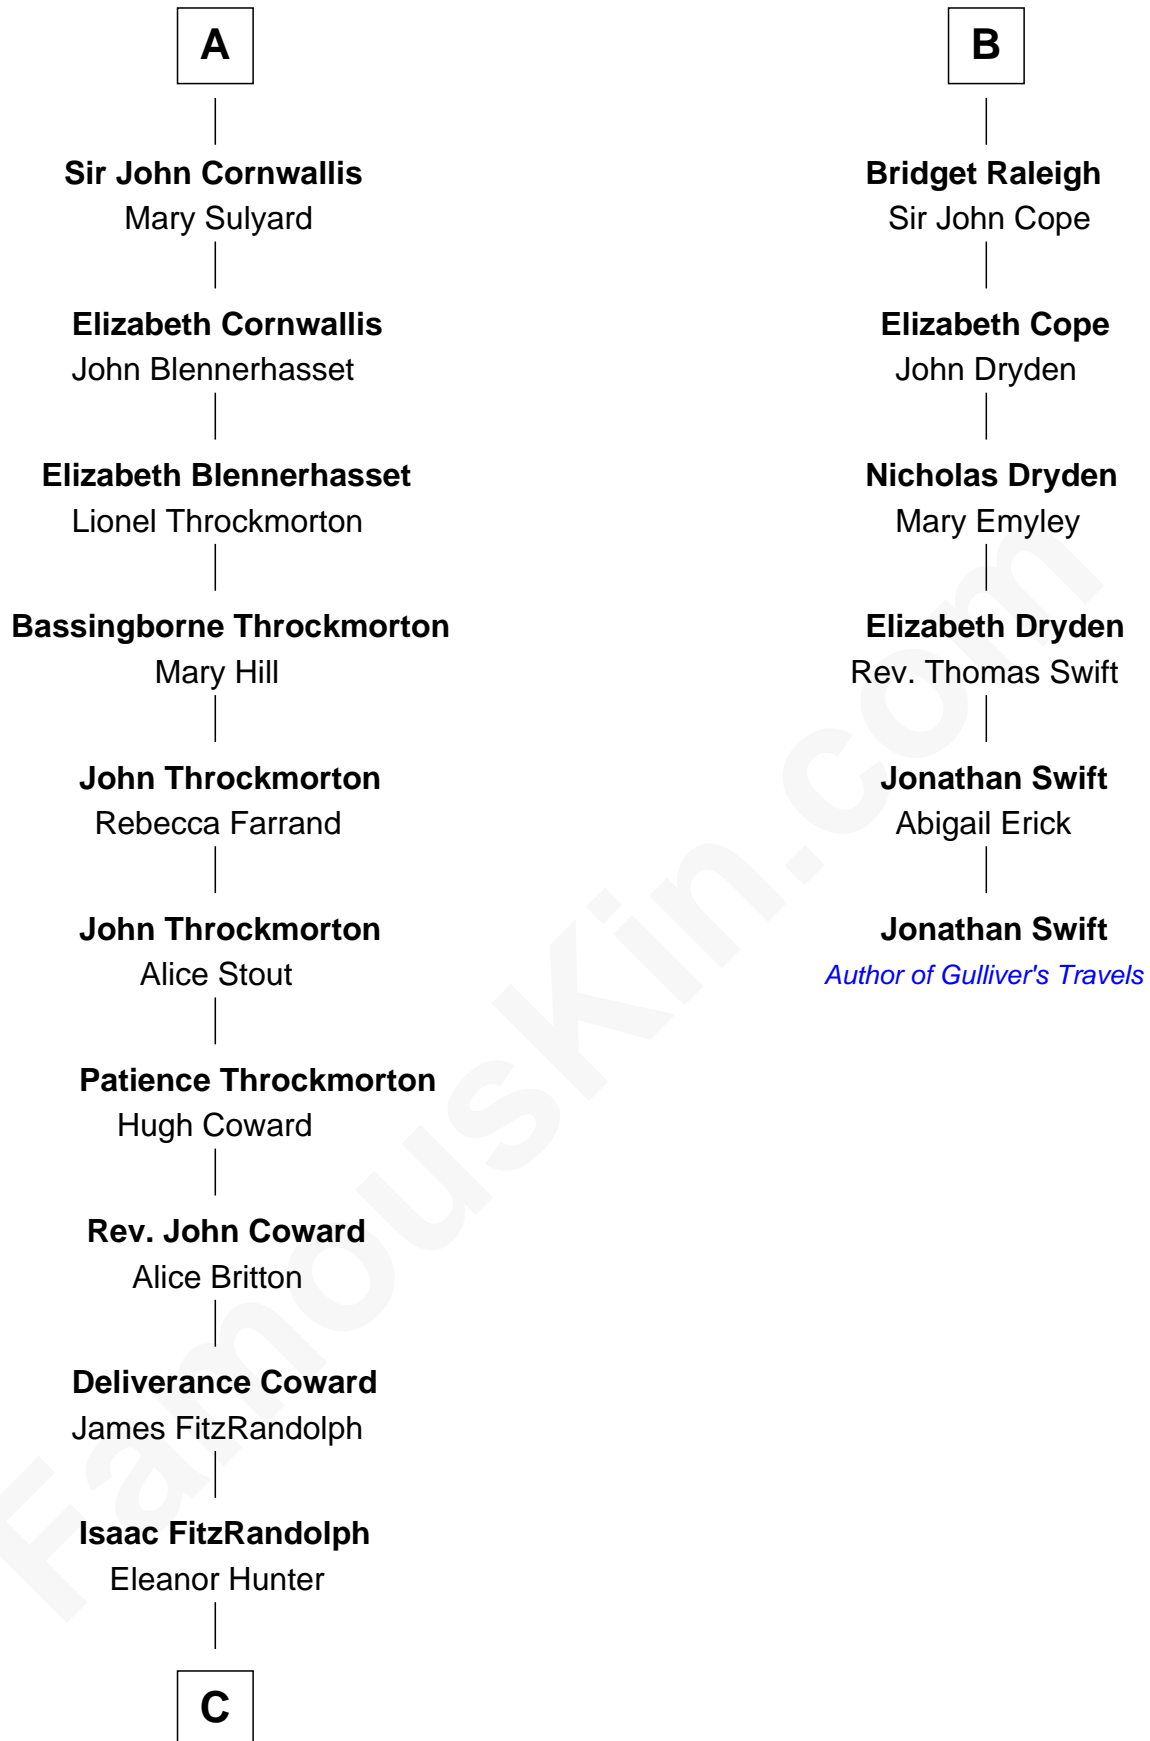 A
Sir John Cornwallis
Mary Sulyard
Elizabeth Cornwallis
John Blennerhasset
Elizabeth Blennerhasset
Lionel Throckmorton
Bassingborne Throckmorton
Mary Hill
John Throckmorton
Rebecca Farrand
John Throckmorton
Alice Stout
Patience Throckmorton
Hugh Coward
Rev. John Coward
Alice Britton
Deliverance Coward
James FitzRandolph
Isaac FitzRandolph
Eleanor Hunter
C
B
Bridget Raleigh
Sir John Cope
Elizabeth Cope
John Dryden
Nicholas Dryden
Mary Emyley
Elizabeth Dryden
Rev. Thomas Swift
Jonathan Swift
Abigail Erick
Jonathan Swift
Author of Gulliver's Travels
FamousKin.com